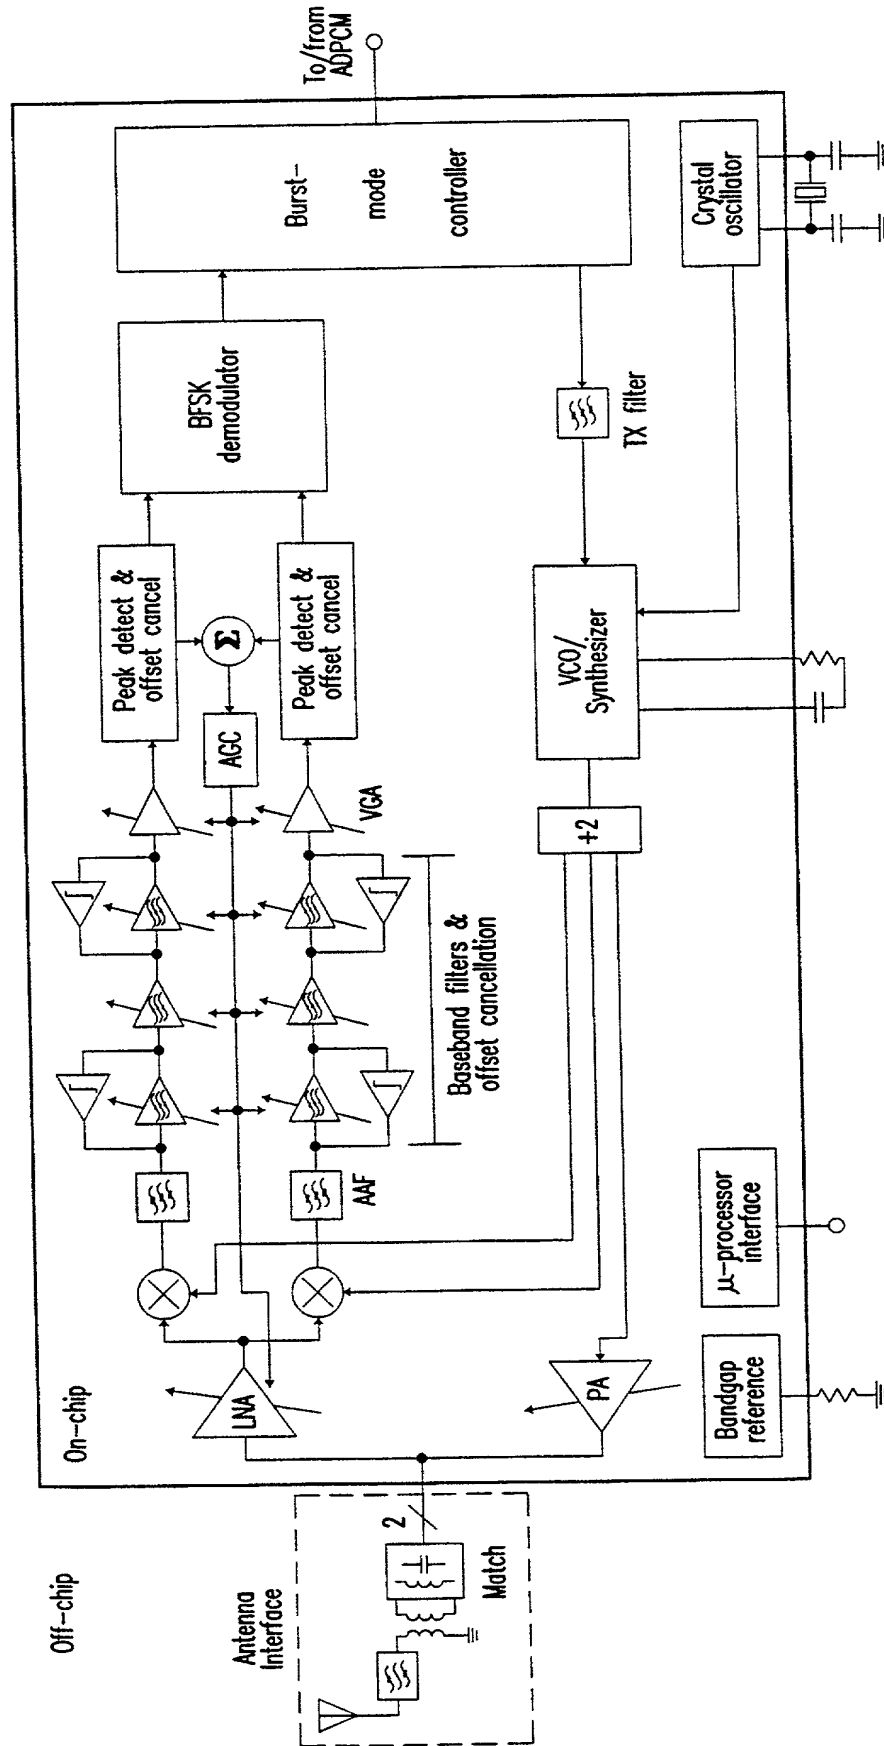 Off-chip
On-chip
Antenna
Interface
2
Match
LNA
PA
AAF
Baseband filters &
offset cancellation
VGA
AGC
Σ
Peak detect &
offset cancel
Peak detect &
offset cancel
BFSK
demodulator
Burst-
mode
controller
To/from
ADPCM
÷2
VCO/
Synthesizer
TX filter
Crystal
oscillator
Bandgap
reference
μ-processor
interface